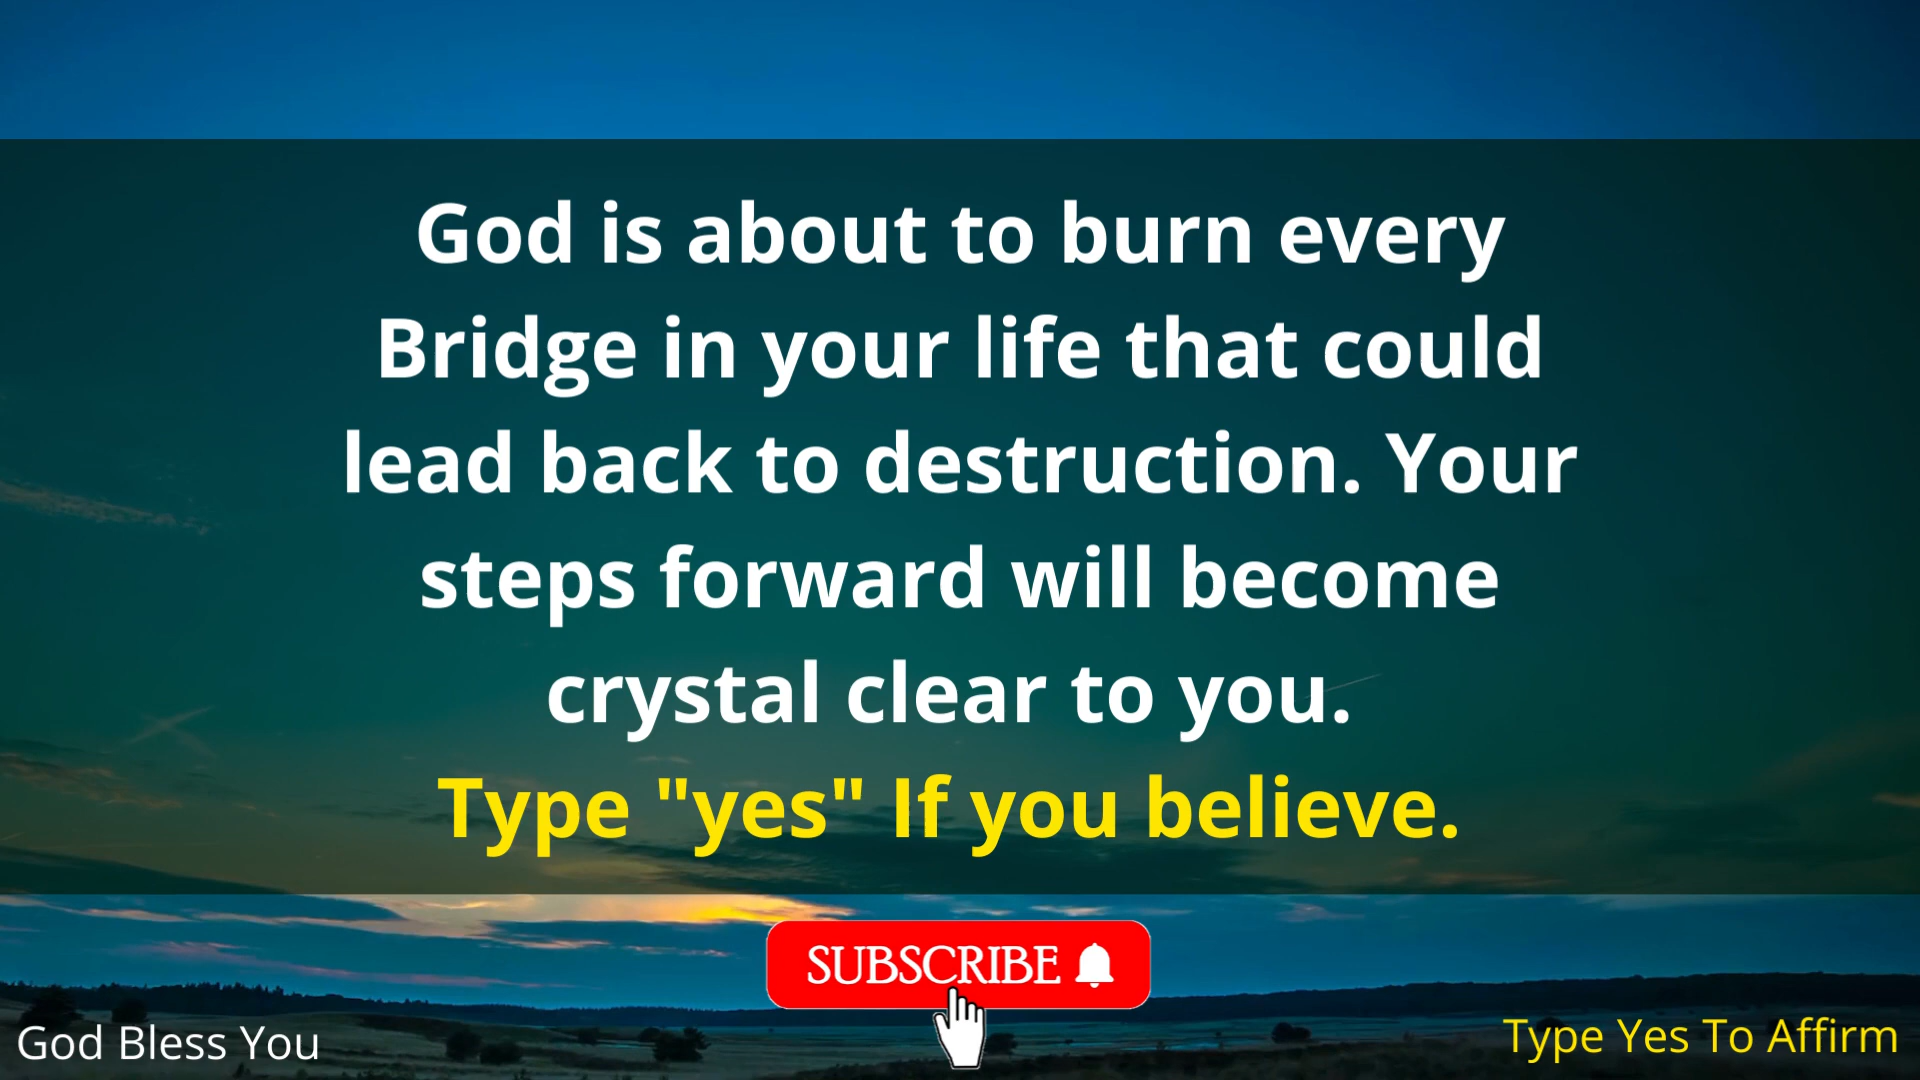 God is about to burn every
Bridge in your life that could
lead back to destruction. Your
steps forward will become
crystal clear to you.
Type "yes" If you believe.
SUBSCRIBE
God Bless You
Type Yes To Affirm